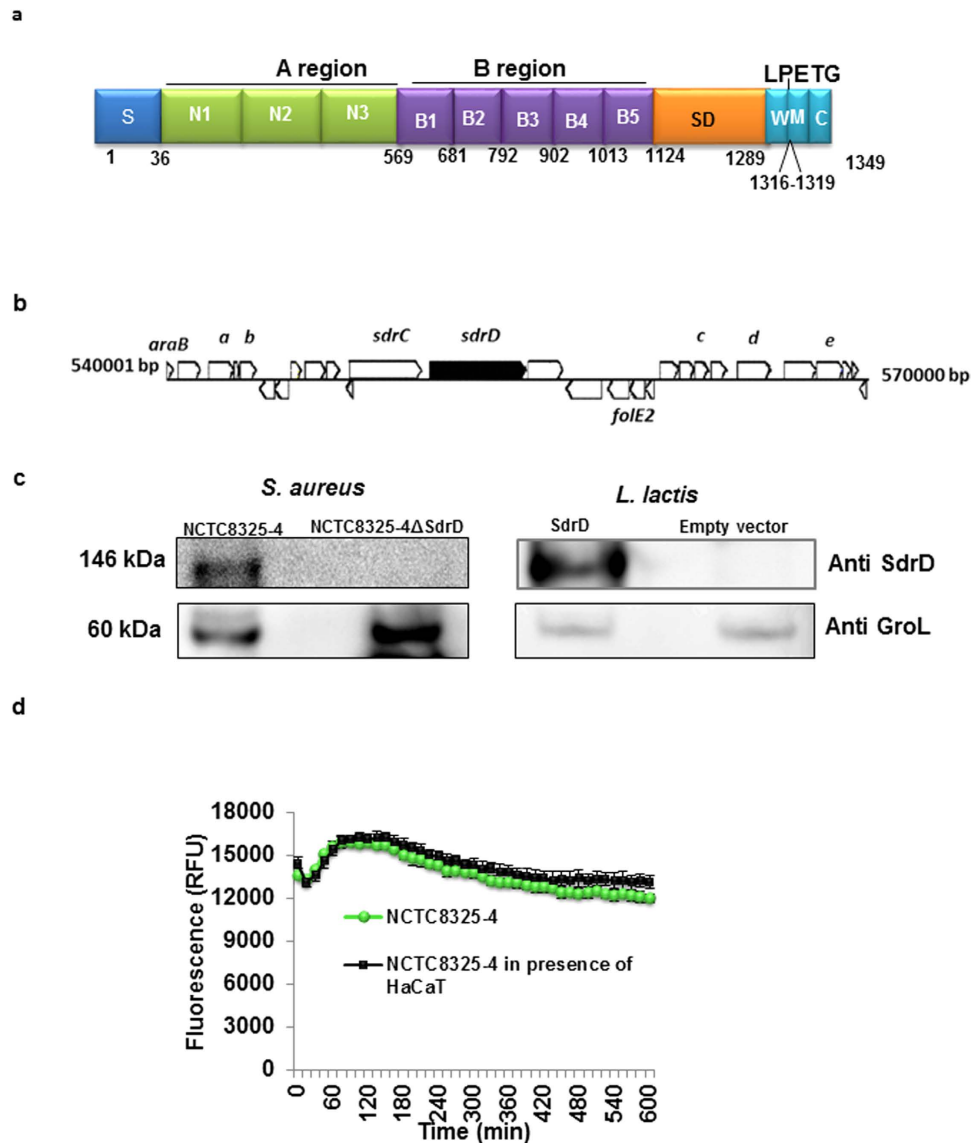 a
A region B region LPETG
S N1 N2 N3 B1 B2 B3 B4 B5 SD W M C
1 36 569 681 792 902 1013 1124 1289 1349
1316-1319
b
araB a b sdrC sdrD c d e
540001 bp 570000 bp
folE2
c
S. aureus L. lactis
NCTC8325-4 NCTC8325-4ΔSdrD SdrD Empty vector
146 kDa Anti SdrD
60 kDa Anti GroL
d
18000
15000
12000
9000
6000
3000
0
Fluorescence (RFU)
NCTC8325-4
NCTC8325-4 in presence of
HaCaT
0 60 120 180 240 300 360 420 480 540 600
Time (min)